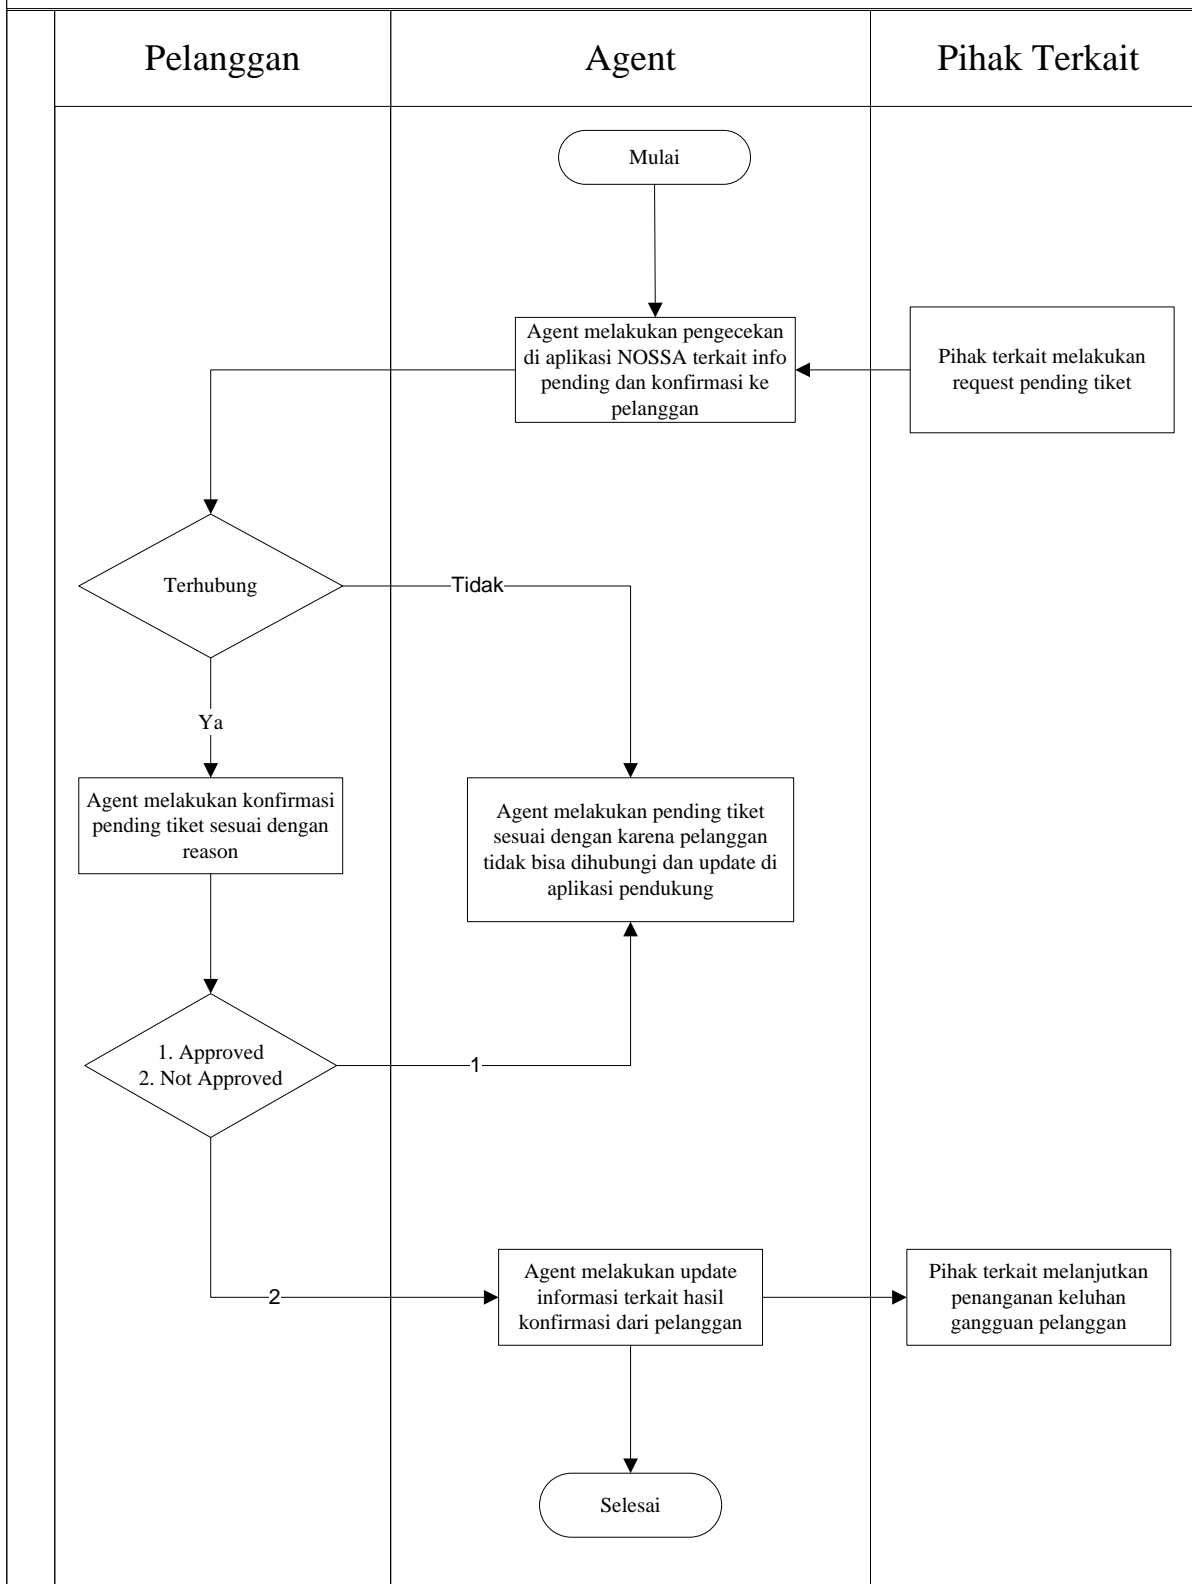 Pelanggan
Agent
Pihak Terkait
Mulai
Agent melakukan pengecekan
di aplikasi NOSSA terkait info
pending dan konfirmasi ke
pelanggan
Pihak terkait melakukan
request pending tiket
Terhubung
Tidak
Ya
Agent melakukan konfirmasi
pending tiket sesuai dengan
reason
Agent melakukan pending tiket
sesuai dengan karena pelanggan
tidak bisa dihubungi dan update di
aplikasi pendukung
1. Approved
2. Not Approved
1
2
Agent melakukan update
informasi terkait hasil
konfirmasi dari pelanggan
Pihak terkait melanjutkan
penanganan keluhan
gangguan pelanggan
Selesai